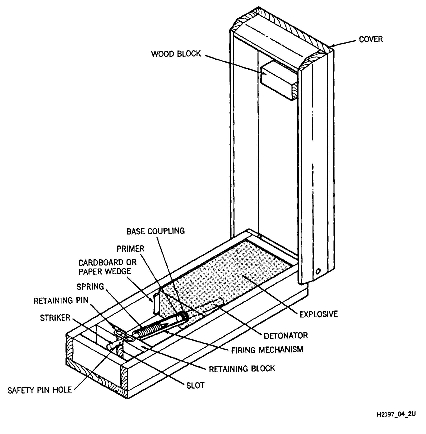 COVER
WOOD BLOCK
BASE COUPLING
PRIMER
CARDBOARD OR
PAPER WEDGE
SPRING
RETAINING PIN
STRIKER
EXPLOSIVE
DETONATOR
FIRING MECHANISM
RETAINING BLOCK
SLOT
SAFETY PIN HOLE
H2197_04_2U